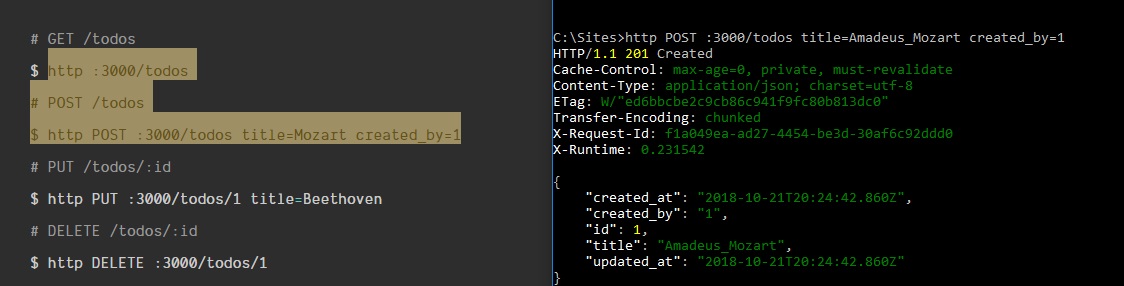 # GET /todos
$ http :3000/todos
# POST /todos
$ http POST :3000/todos title=Mozart created_by=1
# PUT /todos/:id
$ http PUT :3000/todos/1 title=Beethoven
# DELETE /todos/:id
$ http DELETE :3000/todos/1
C:\Sites>http POST :3000/todos title=Amadeus_Mozart created_by=1
HTTP/1.1 201 Created
Cache-Control: max-age=0, private, must-revalidate
Content-Type: application/json; charset=utf-8
ETag: W/"ed6bbcbe2c9cb86c941f9fc80b813dc0"
Transfer-Encoding: chunked
X-Request-Id: f1a049ea-ad27-4454-be3d-30af6c92ddd0
X-Runtime: 0.231542
{
"created_at": "2018-10-21T20:24:42.860Z",
"created_by": "1",
"id": 1,
"title": "Amadeus_Mozart",
"updated_at": "2018-10-21T20:24:42.860Z"
}